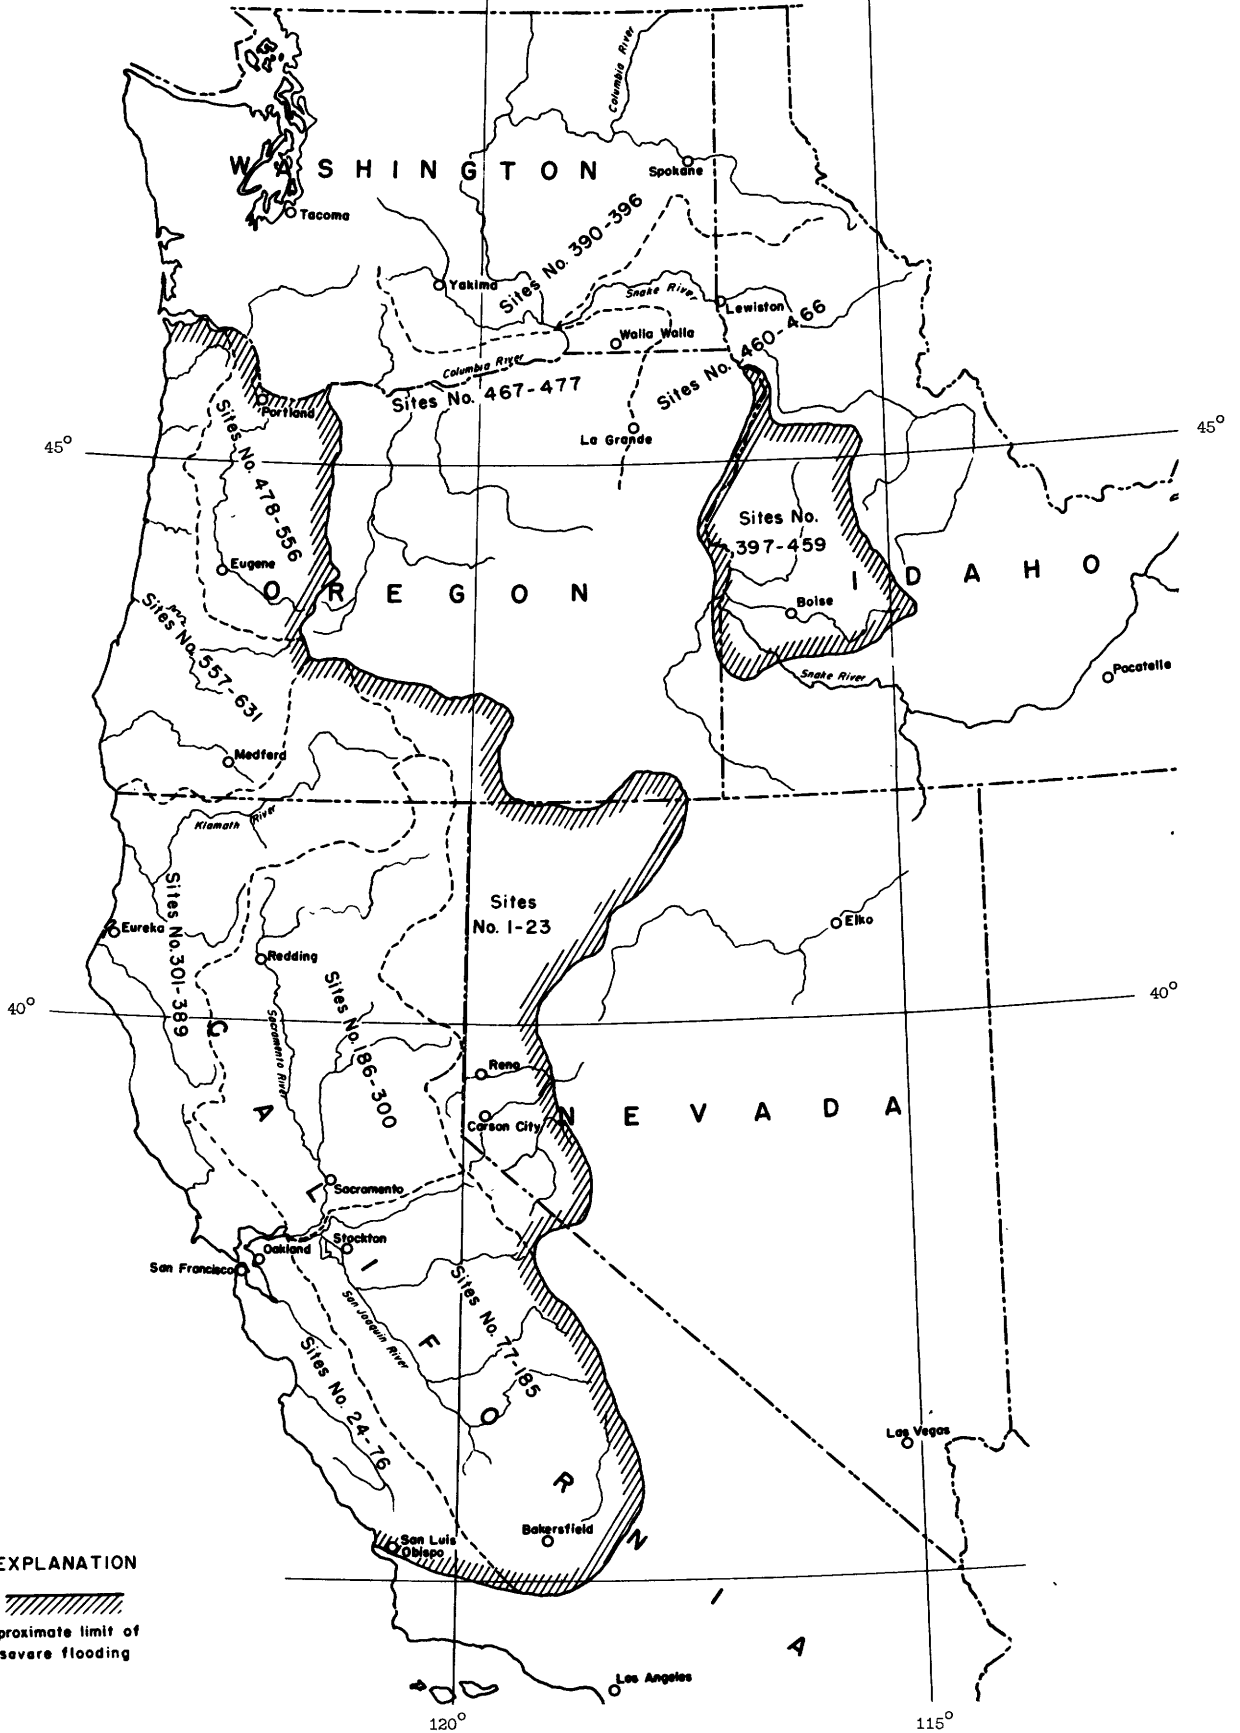 Columbia River
WASHINGTON
Spokane
Tacoma
Sites No. 390-396
Yakima
Snake River
Lewiston
Walla Walla
Sites No. 460-466
Columbia River
Sites No. 467-477
Portland
La Grande
45°
45°
Sites No. 478-556
Sites No.
397-459
Eugene
OREGON
IDAHO
Boise
Sites No. 557-631
Snake River
Pocatello
Medford
Klamath River
Sites No. 301-389
Sites
No. 1-23
Elko
Eureka
Redding
Sites No. 186-300
40°
40°
Sacramento River
Reno
NEVADA
Carson City
CALIFORNIA
Sacramento
Stockton
Oakland
San Francisco
Sites No. 77-185
San Joaquin River
Sites No. 24-76
Las Vegas
Bakersfield
San Luis
Obispo
EXPLANATION
proximate limit of
severe flooding
Los Angeles
120°
115°